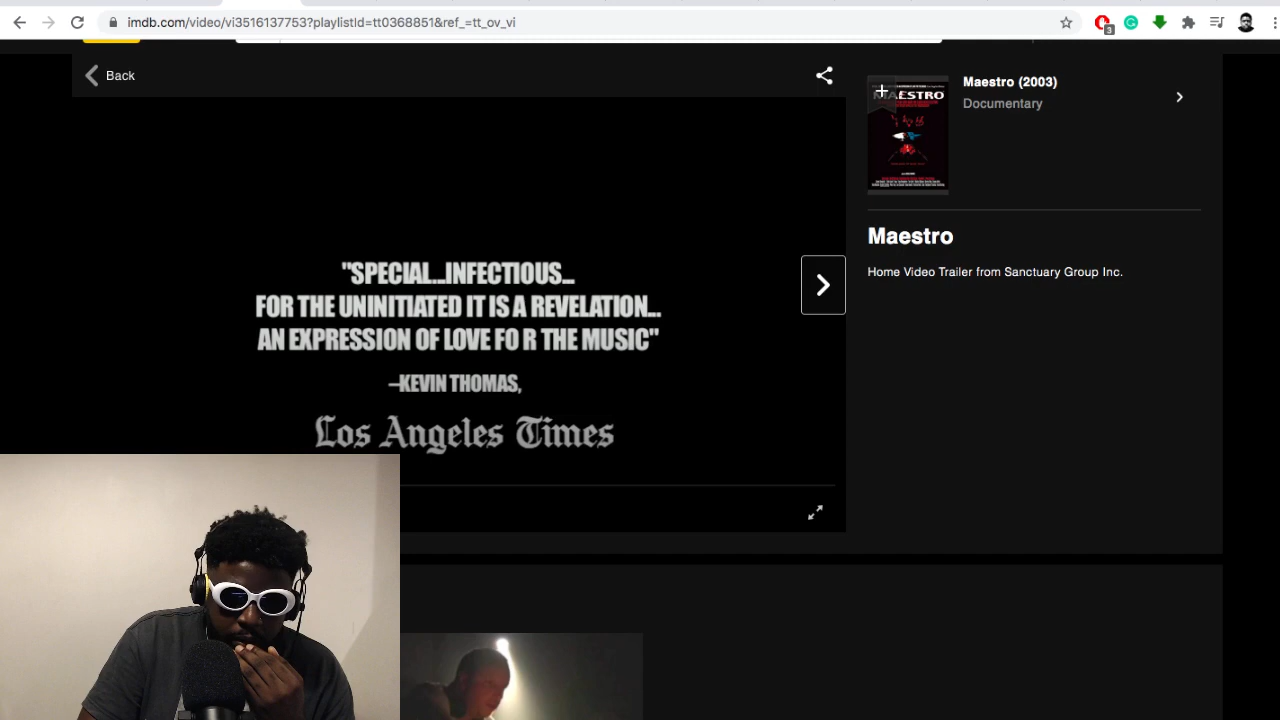 imdb.com/video/vi3516137753?playlistId=tt0368851&ref_=tt_ov_vi
3
Back
MAESTRO
Maestro (2003)
Documentary
Maestro
Home Video Trailer from Sanctuary Group Inc.
"SPECIAL...INFECTIOUS...
FOR THE UNINITIATED IT IS A REVELATION...
AN EXPRESSION OF LOVE FO R THE MUSIC"
–KEVIN THOMAS,
Los Angeles Times